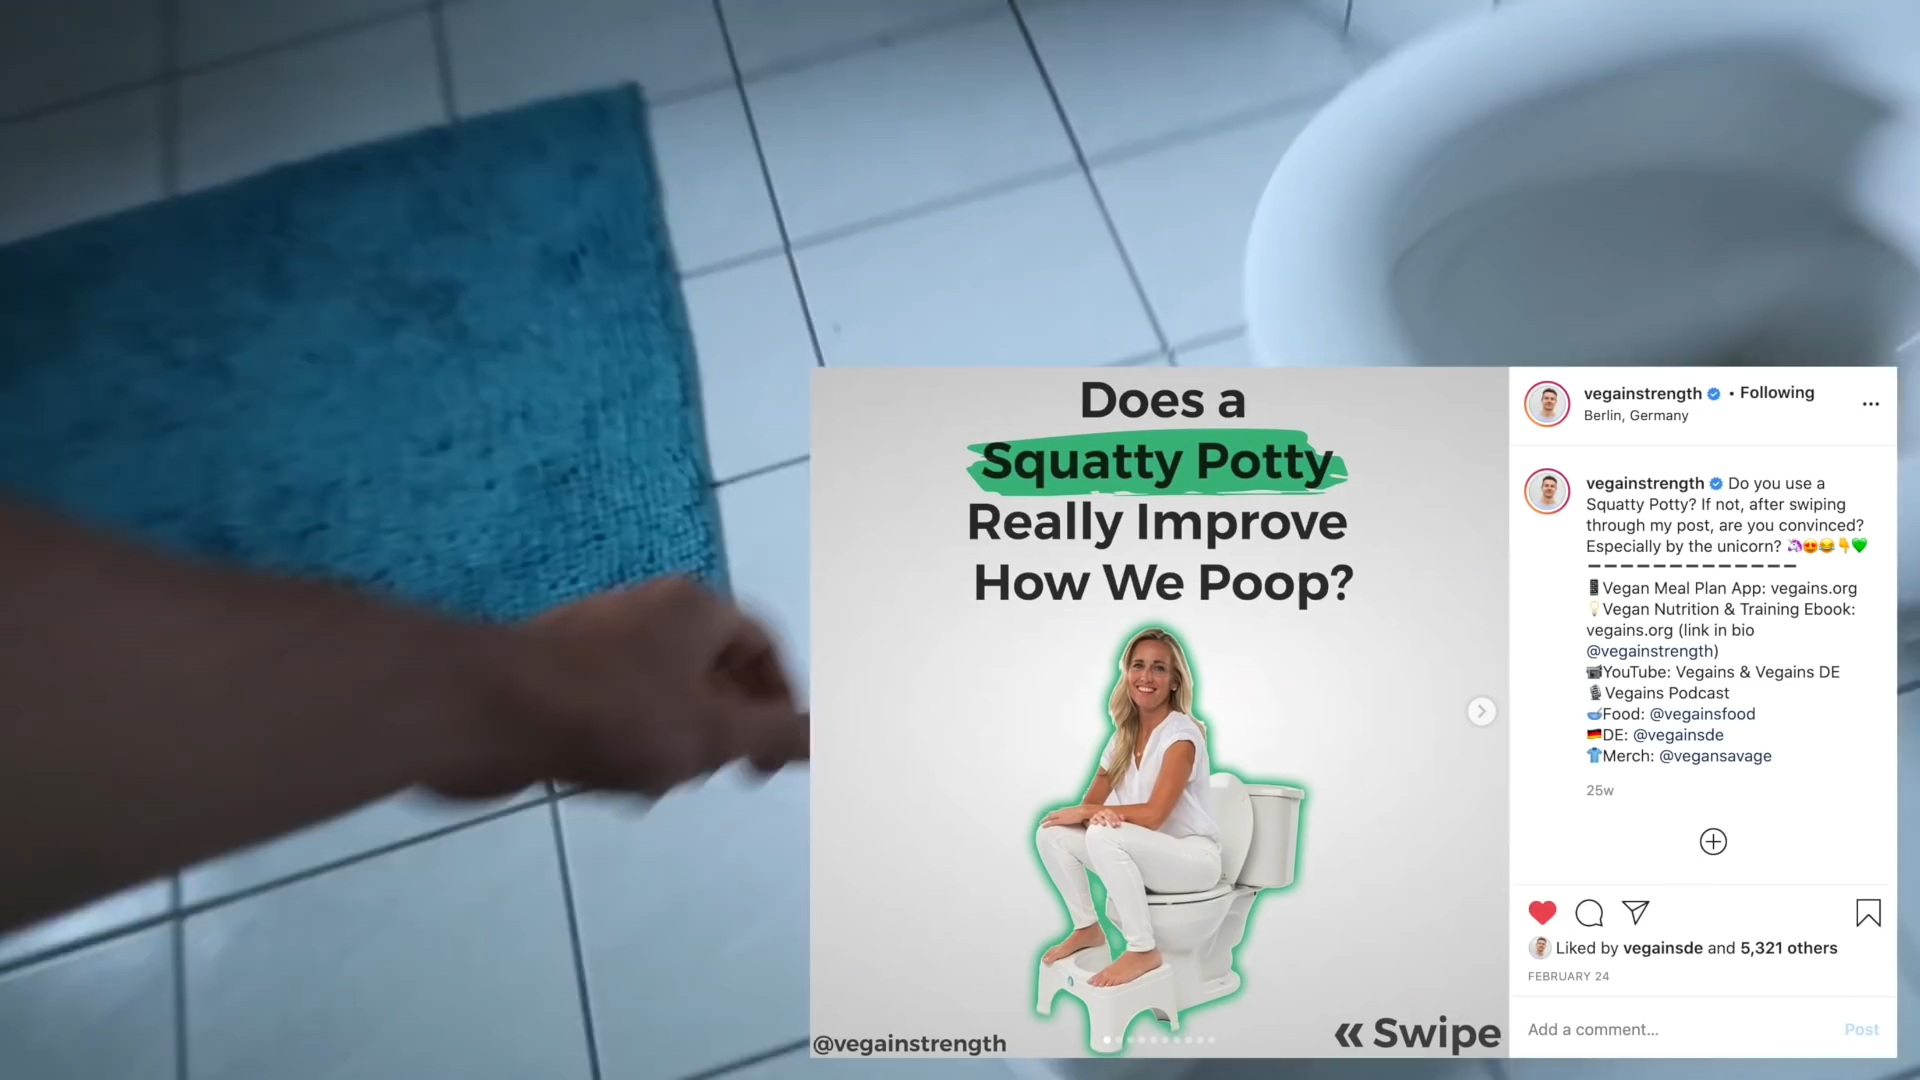 Does a
Squatty Potty
Really Improve
How We Poop?
@vegainstrength
« Swipe
vegainstrength • Following
Berlin, Germany
vegainstrength Do you use a
Squatty Potty? If not, after swiping
through my post, are you convinced?
Especially by the unicorn? 🦄😍😂👇💚
—————————————
📱Vegan Meal Plan App: vegains.org
💡Vegan Nutrition & Training Ebook:
vegains.org (link in bio
@vegainstrength)
📹YouTube: Vegains & Vegains DE
🎙Vegains Podcast
🥣Food: @vegainsfood
🇩🇪DE: @vegainsde
👕Merch: @vegansavage
25w
Liked by vegainsde and 5,321 others
FEBRUARY 24
Add a comment...
Post